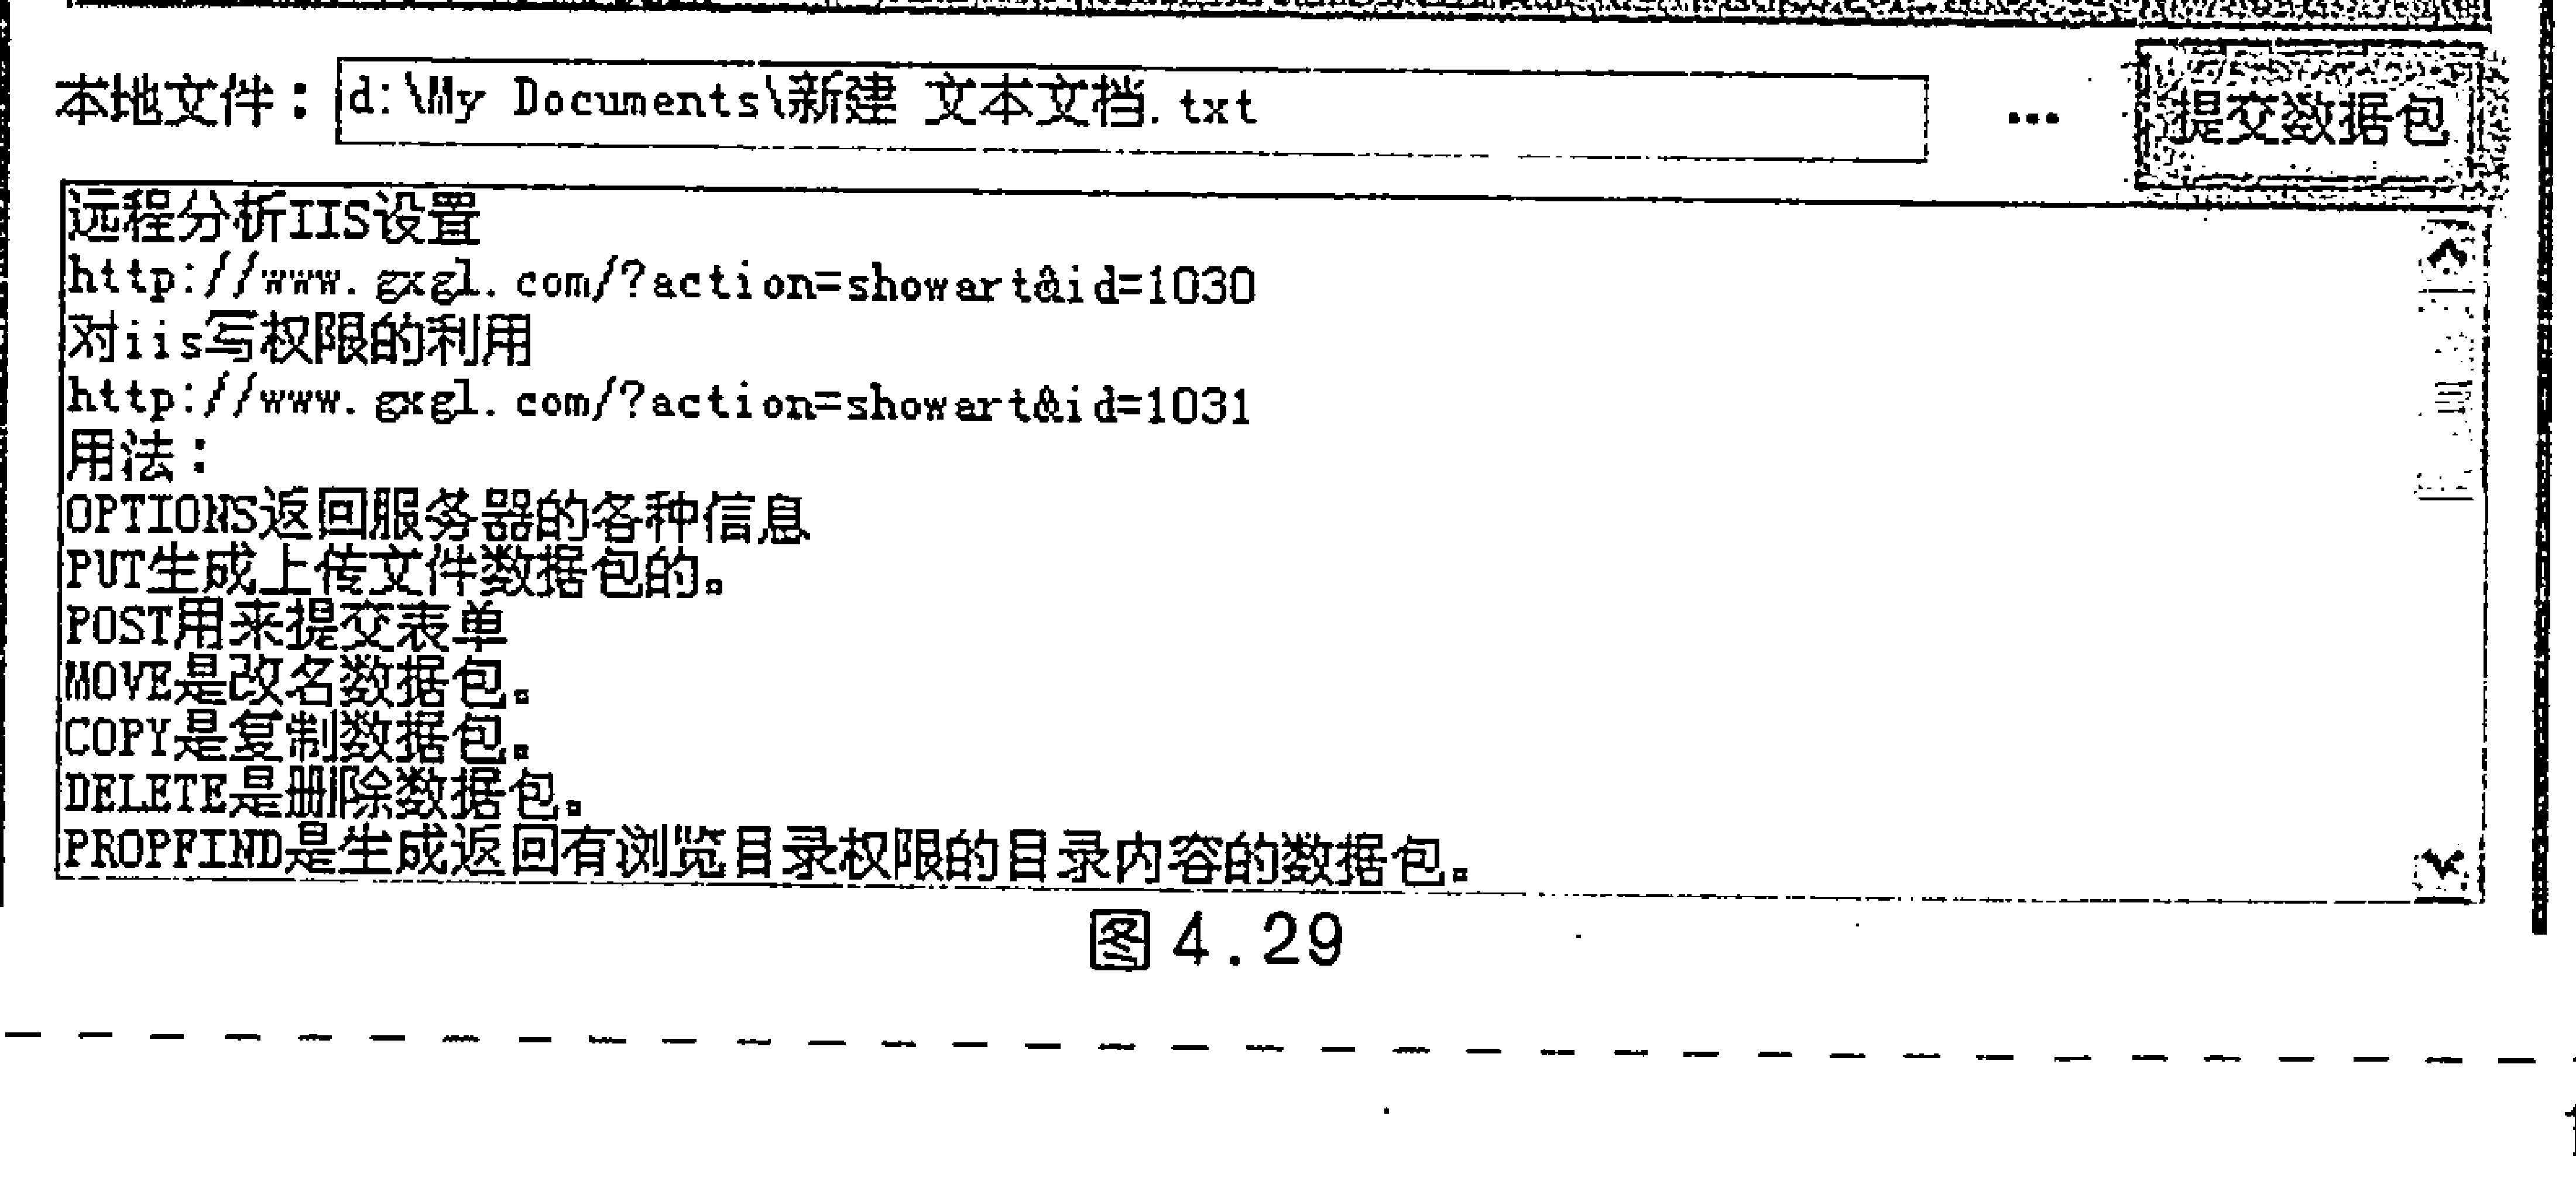 本地文件： d:\My Documents\新建 文本文档.txt ... 提交数据包
远程分析IIS设置
http://www.gxgl.com/?action=showart&id=1030
对iis写权限的利用
http://www.gxgl.com/?action=showart&id=1031
用法：
OPTIONS返回服务器的各种信息
PUT生成上传文件数据包的。
POST用来提交表单
MOVE是改名数据包。
COPY是复制数据包。
DELETE是删除数据包。
PROPFIND是生成返回有浏览目录权限的目录内容的数据包。
图4.29